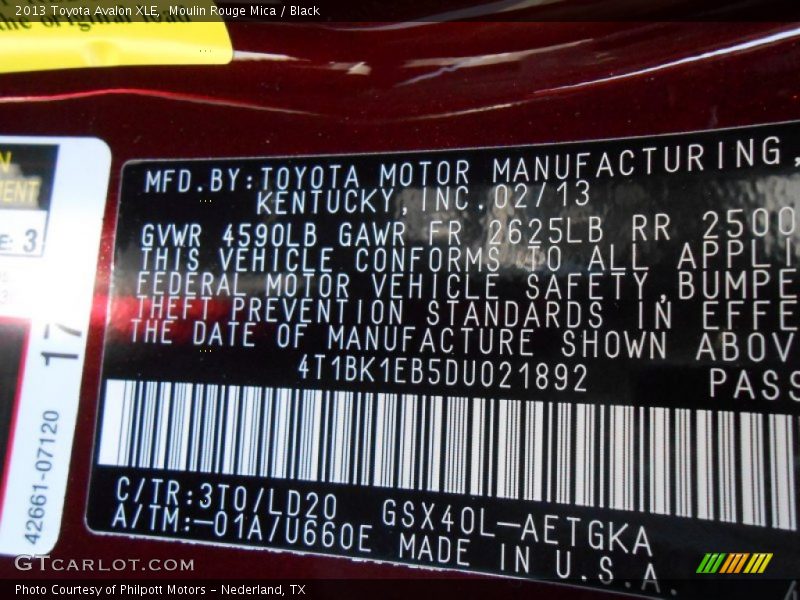 2013 Toyota Avalon XLE, Moulin Rouge Mica / Black
MFD.BY:TOYOTA MOTOR MANUFACTURING,
KENTUCKY,INC.02/13
GVWR 4590LB GAWR FR 2625LB RR 2500
THIS VEHICLE CONFORMS TO ALL APPLI
FEDERAL MOTOR VEHICLE SAFETY,BUMPE
THEFT PREVENTION STANDARDS IN EFFE
THE DATE OF MANUFACTURE SHOWN ABOV
4T1BK1EB5DU021892 PASS
C/TR:3T0/LD20 GSX40L-AETGKA
A/TM:-01A/U660E MADE IN U.S.A.
E: 3
17
42661-07120
GTCARLOT.COM
Photo Courtesy of Philpott Motors - Nederland, TX